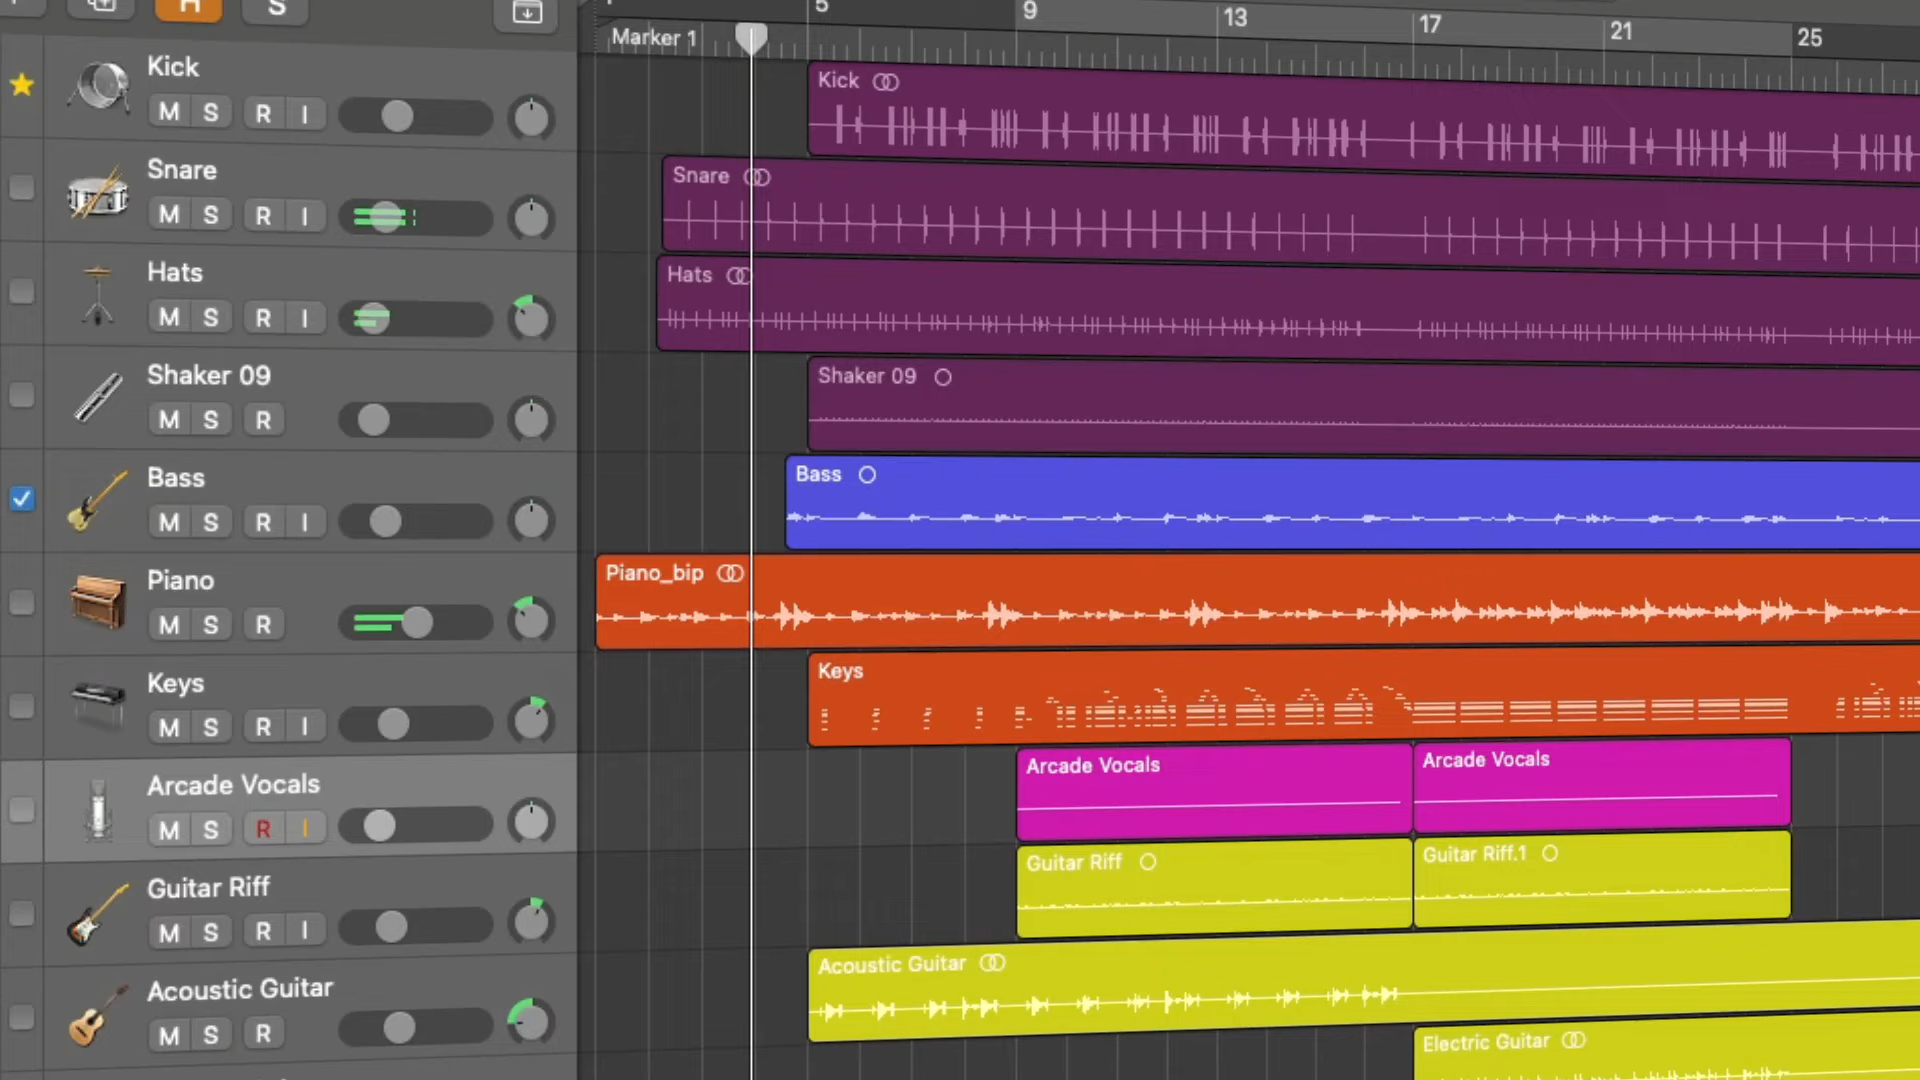 H S
5 9 13 17 21 25
Marker 1
Kick
M S R I
Kick
Snare
M S R I
Snare
Hats
M S R I
Hats
Shaker 09
M S R
Shaker 09
Bass
M S R I
Bass
Piano
M S R
Piano_bip
Keys
M S R I
Keys
Arcade Vocals
M S R I
Arcade Vocals
Arcade Vocals
Guitar Riff
M S R I
Guitar Riff
Guitar Riff.1
Acoustic Guitar
M S R
Acoustic Guitar
Electric Guitar